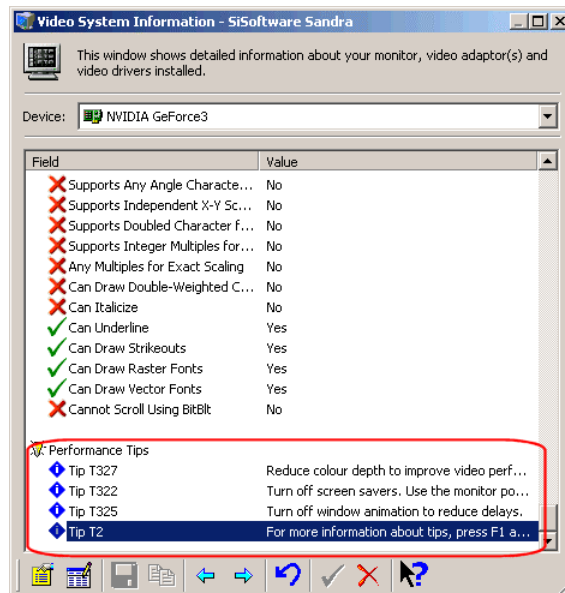 Video System Information - SiSoftware Sandra
This window shows detailed information about your monitor, video adaptor(s) and
video drivers installed.
Device: NVIDIA GeForce3
Field Value
Supports Any Angle Characte... No
Supports Independent X-Y Sc... No
Supports Doubled Character f... No
Supports Integer Multiples for... No
Any Multiples for Exact Scaling No
Can Draw Double-Weighted C... No
Can Italicize No
Can Underline Yes
Can Draw Strikeouts Yes
Can Draw Raster Fonts Yes
Can Draw Vector Fonts Yes
Cannot Scroll Using BitBlt No
Performance Tips
Tip T327 Reduce colour depth to improve video perf...
Tip T322 Turn off screen savers. Use the monitor po...
Tip T325 Turn off window animation to reduce delays.
Tip T2 For more information about tips, press F1 a...